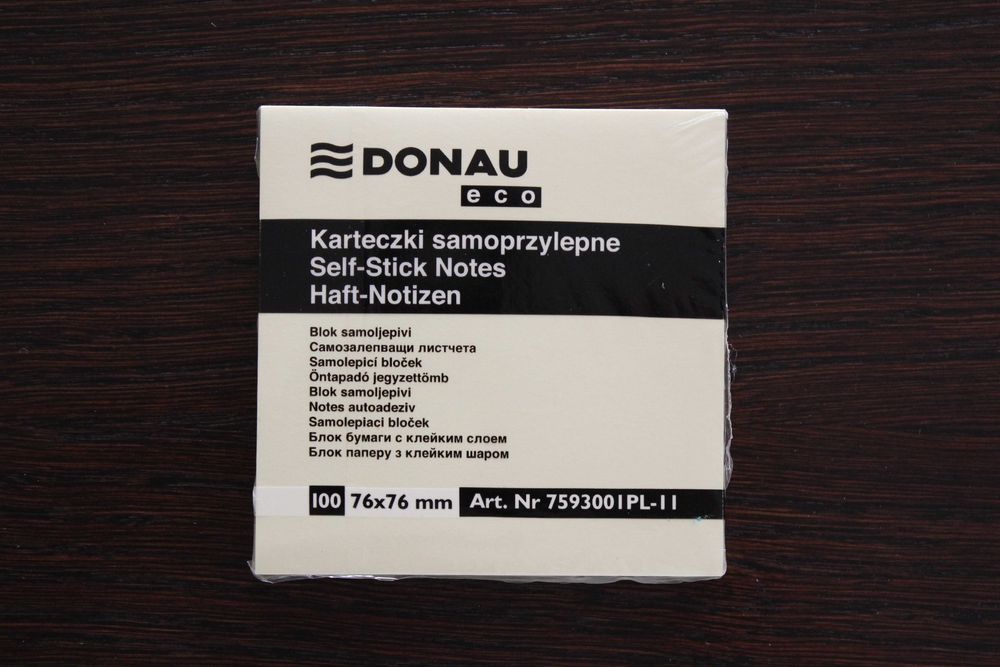 DONAU
eco
Karteczki samoprzylepne
Self-Stick Notes
Haft-Notizen
Blok samoljepivi
Самозалепващи листчета
Samolepicí bloček
Öntapadó jegyzettömb
Blok samoljepivi
Notes autoadeziv
Samolepiaci bloček
Блок бумаги с клейким слоем
Блок паперу з клейким шаром
100 76x76 mm Art. Nr 7593001PL-11